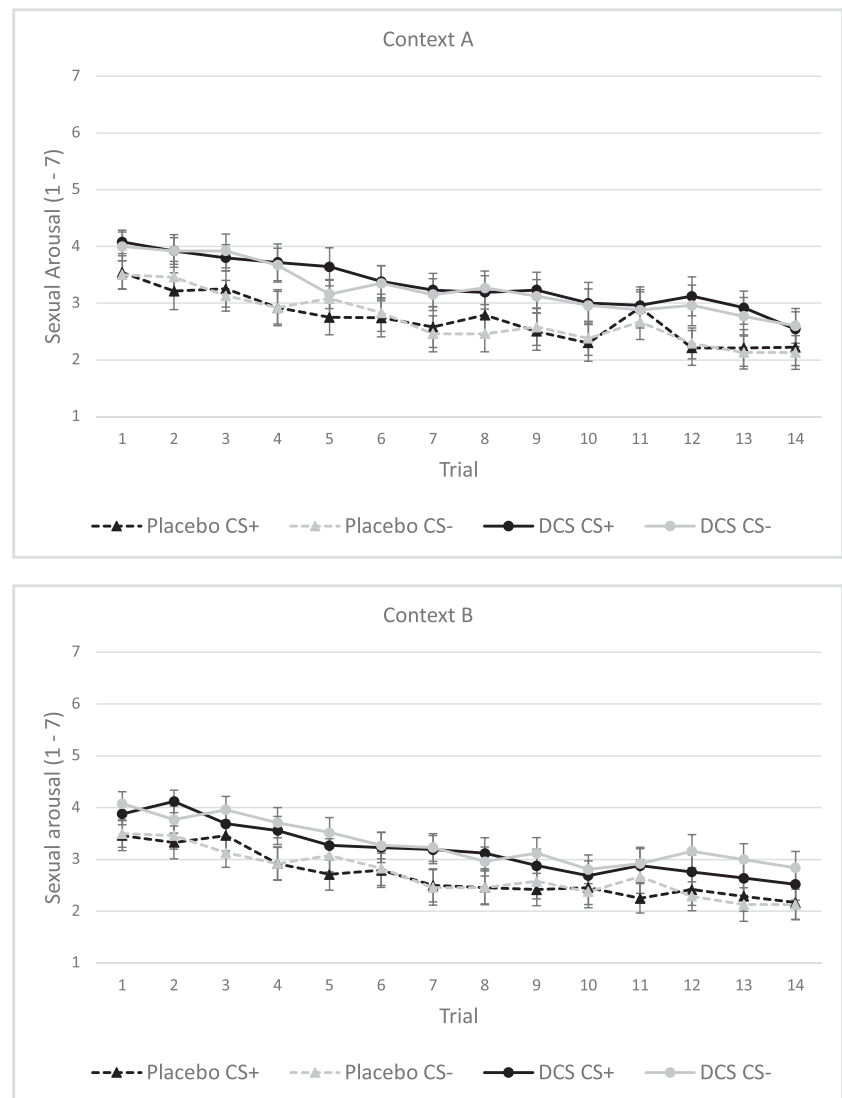 Context A
Sexual Arousal (1 - 7)
7
6
5
4
3
2
1
1 2 3 4 5 6 7 8 9 10 11 12 13 14
Trial
Placebo CS+ Placebo CS- DCS CS+ DCS CS-
Context B
Sexual arousal (1 - 7)
7
6
5
4
3
2
1
1 2 3 4 5 6 7 8 9 10 11 12 13 14
Trial
Placebo CS+ Placebo CS- DCS CS+ DCS CS-